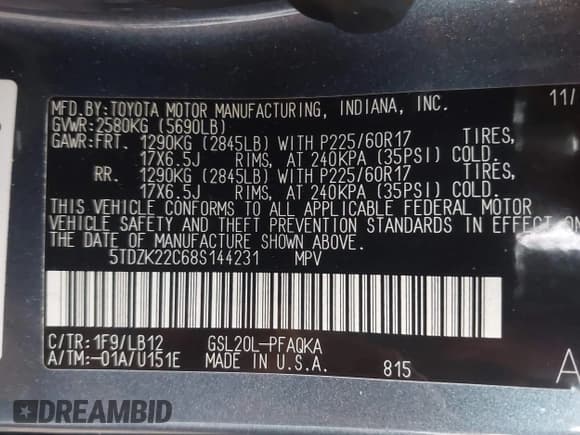 MFD.BY:TOYOTA MOTOR MANUFACTURING, INDIANA, INC. 11/
GVWR:2580KG (5690LB)
GAWR:FRT. 1290KG (2845LB) WITH P225/60R17 TIRES,
17X6.5J RIMS, AT 240KPA (35PSI) COLD.
RR. 1290KG (2845LB) WITH P225/60R17 TIRES,
17X6.5J RIMS, AT 240KPA (35PSI) COLD.
THIS VEHICLE CONFORMS TO ALL APPLICABLE FEDERAL MOTOR
VEHICLE SAFETY AND THEFT PREVENTION STANDARDS IN EFFECT ON
THE DATE OF MANUFACTURE SHOWN ABOVE.
5TDZK22C68S144231 MPV
C/TR:1F9/LB12 GSL20L-PFAQKA
A/TM:-01A/U151E MADE IN U.S.A. 815 A
DREAMBID